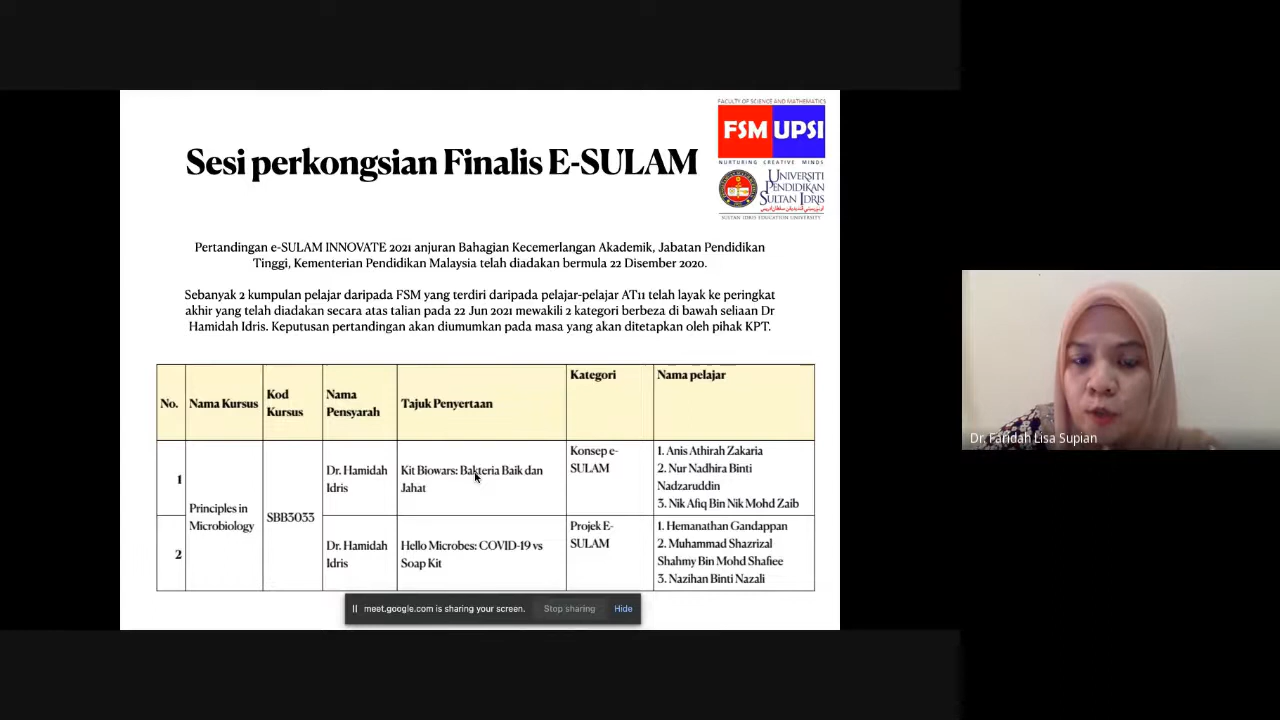 FACULTY OF SCIENCE AND MATHEMATICS
FSM UPSI
NURTURING CREATIVE MINDS
Sesi perkongsian Finalis E-SULAM
UNIVERSITI
PENDIDIKAN
SULTAN IDRIS
SULTAN IDRIS EDUCATION UNIVERSITY
Pertandingan e-SULAM INNOVATE 2021 anjuran Bahagian Kecemerlangan Akademik, Jabatan Pendidikan
Tinggi, Kementerian Pendidikan Malaysia telah diadakan bermula 22 Disember 2020.
Sebanyak 2 kumpulan pelajar daripada FSM yang terdiri daripada pelajar-pelajar AT11 telah layak ke peringkat
akhir yang telah diadakan secara atas talian pada 22 Jun 2021 mewakili 2 kategori berbeza di bawah seliaan Dr
Hamidah Idris. Keputusan pertandingan akan diumumkan pada masa yang akan ditetapkan oleh pihak KPT.
No.
Nama Kursus
Kod
Kursus
Nama
Pensyarah
Tajuk Penyertaan
Kategori
Nama pelajar
1
Principles in
Microbiology
SBB3033
Dr. Hamidah
Idris
Kit Biowars: Bakteria Baik dan
Jahat
Konsep e-
SULAM
1. Anis Athirah Zakaria
2. Nur Nadhira Binti
Nadzaruddin
3. Nik Afiq Bin Nik Mohd Zaib
2
Dr. Hamidah
Idris
Hello Microbes: COVID-19 vs
Soap Kit
Projek E-
SULAM
1. Hemanathan Gandappan
2. Muhammad Shazrizal
Shahmy Bin Mohd Shafiee
3. Nazihan Binti Nazali
meet.google.com is sharing your screen.
Stop sharing
Hide
Dr. Faridah Lisa Supian